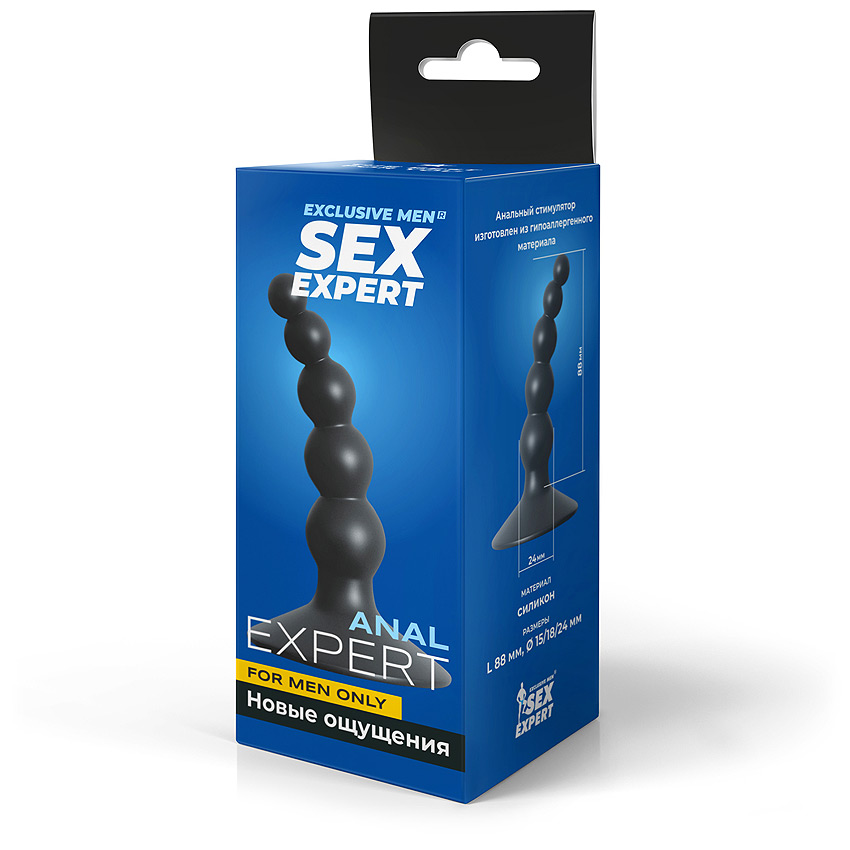 EXCLUSIVE MEN®
SEX
EXPERT
ANAL
EXPERT
FOR MEN ONLY
Новые ощущения
Анальный стимулятор
изготовлен из гипоаллергенного
материала
88 мм
24 мм
МАТЕРИАЛ
СИЛИКОН
РАЗМЕРЫ
L 88 мм, Ø 15/18/24 мм
EXCLUSIVE MEN®
SEX
EXPERT